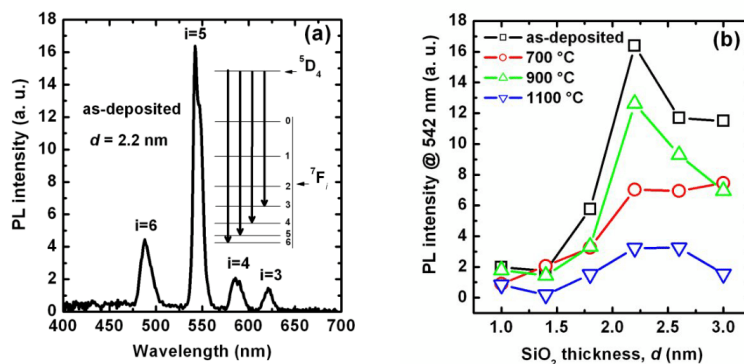 18
16
14
12
10
8
6
4
2
0
PL intensity (a. u.)
i=5
(a)
⁵D₄
as-deposited
d = 2.2 nm
0
1
2
3
4
5
6
⁷Fᵢ
i=6
i=4
i=3
400 450 500 550 600 650 700
Wavelength (nm)
18
16
14
12
10
8
6
4
2
0
PL intensity @ 542 nm (a. u.)
as-deposited
700 °C
900 °C
1100 °C
(b)
1.0 1.5 2.0 2.5 3.0
SiO₂ thickness, d (nm)